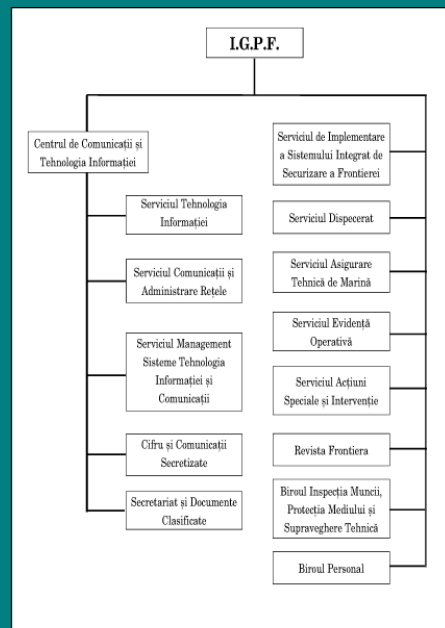 I.G.P.F.
Centrul de Comunicații și
Tehnologia Informației
Serviciul Tehnologia
Informației
Serviciul Comunicații și
Administrare Rețele
Serviciul Management
Sisteme Tehnologia
Informației și
Comunicații
Cifru și Comunicații
Secretizate
Secretariat și Documente
Clasificate
Serviciul de Implementare
a Sistemului Integrat de
Securizare a Frontierei
Serviciul Dispecerat
Serviciul Asigurare
Tehnică de Marină
Serviciul Evidență
Operativă
Serviciul Acțiuni
Speciale și Intervenție
Revista Frontiera
Biroul Inspecția Muncii,
Protecția Mediului și
Supraveghere Tehnică
Biroul Personal